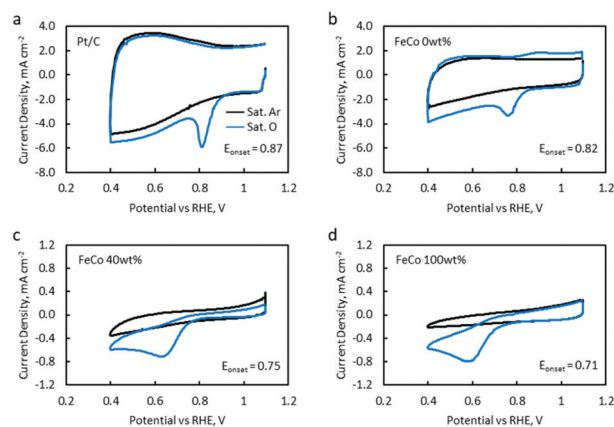 a
Pt/C
4.0
2.0
0.0
-2.0
-4.0
-6.0
-8.0
Current Density, mA cm⁻²
Sat. Ar
Sat. O
E onset = 0.87
0.2 0.4 0.6 0.8 1 1.2
Potential vs RHE, V
b
FeCo 0wt%
4.0
2.0
0.0
-2.0
-4.0
-6.0
-8.0
Current Density, mA cm⁻²
E onset = 0.82
0.2 0.4 0.6 0.8 1 1.2
Potential vs RHE, V
c
FeCo 40wt%
1.2
0.8
0.4
0.0
-0.4
-0.8
-1.2
Current Density, mA cm⁻²
E onset = 0.75
0.2 0.4 0.6 0.8 1 1.2
Potential vs RHE, V
d
FeCo 100wt%
1.2
0.8
0.4
0.0
-0.4
-0.8
-1.2
Current Density, mA cm⁻²
E onset = 0.71
0.2 0.4 0.6 0.8 1 1.2
Potential vs RHE, V